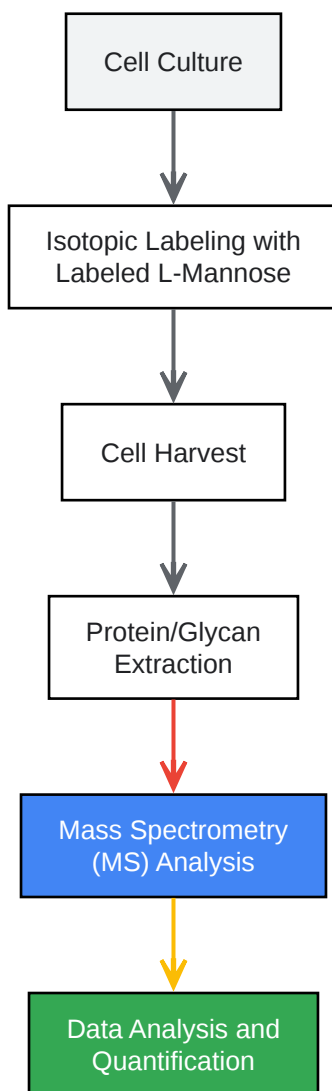 Cell Culture
Isotopic Labeling with
Labeled L-Mannose
Cell Harvest
Protein/Glycan
Extraction
Mass Spectrometry
(MS) Analysis
Data Analysis and
Quantification